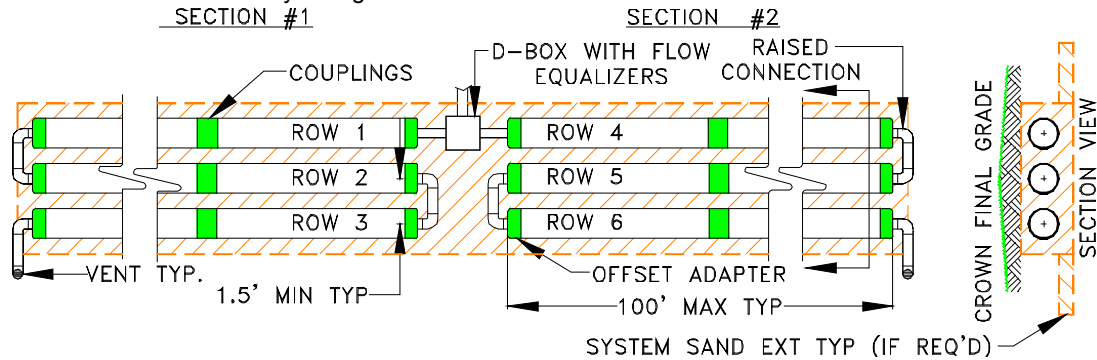 SECTION #1
SECTION #2
D-BOX WITH FLOW
EQUALIZERS
RAISED
CONNECTION
COUPLINGS
ROW 1
ROW 4
ROW 2
ROW 5
ROW 3
ROW 6
VENT TYP.
1.5' MIN TYP
OFFSET ADAPTER
100' MAX TYP
SYSTEM SAND EXT TYP (IF REQ'D)
CROWN FINAL GRADE
SECTION VIEW